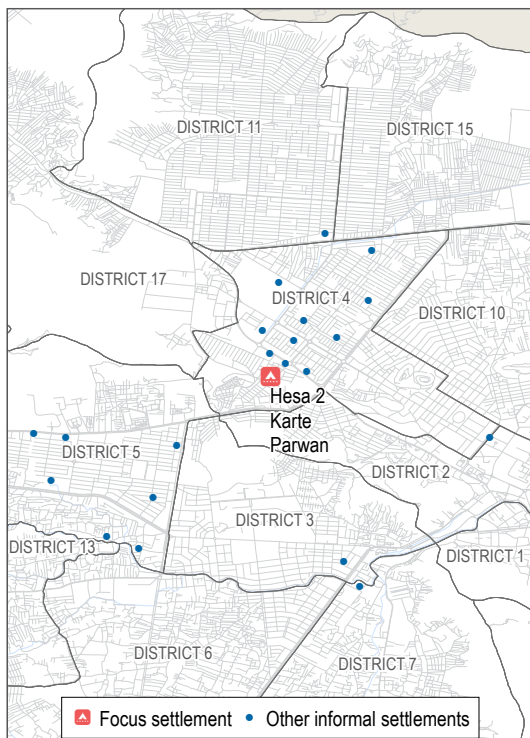 DISTRICT 11
DISTRICT 15
DISTRICT 17
DISTRICT 4
DISTRICT 10
Hesa 2
Karte
Parwan
DISTRICT 5
DISTRICT 2
DISTRICT 3
DISTRICT 13
DISTRICT 1
DISTRICT 6
DISTRICT 7
Focus settlement
Other informal settlements